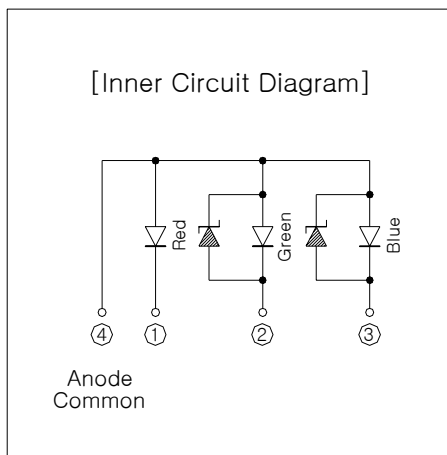 [Inner Circuit Diagram]
Red
Green
Blue
④ ① ② ③
Anode
Common